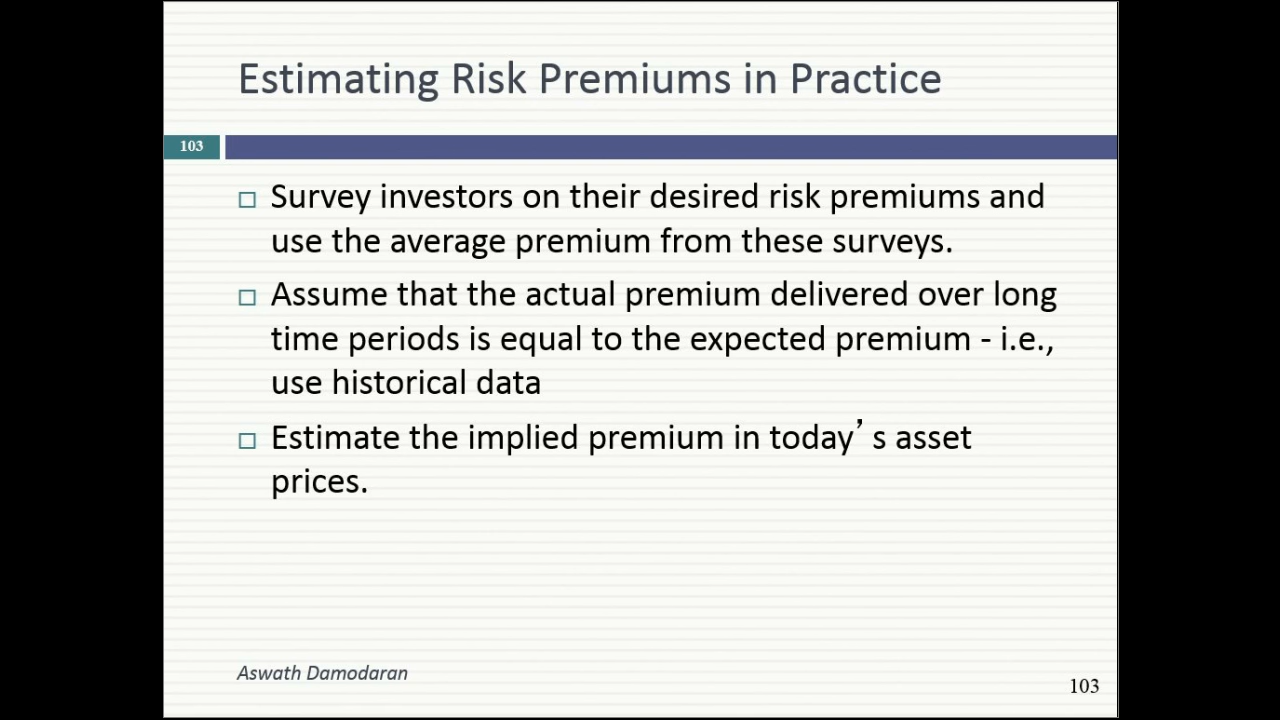 Estimating Risk Premiums in Practice
103
□ Survey investors on their desired risk premiums and
use the average premium from these surveys.
□ Assume that the actual premium delivered over long
time periods is equal to the expected premium - i.e.,
use historical data
□ Estimate the implied premium in today’ s asset
prices.
Aswath Damodaran
103